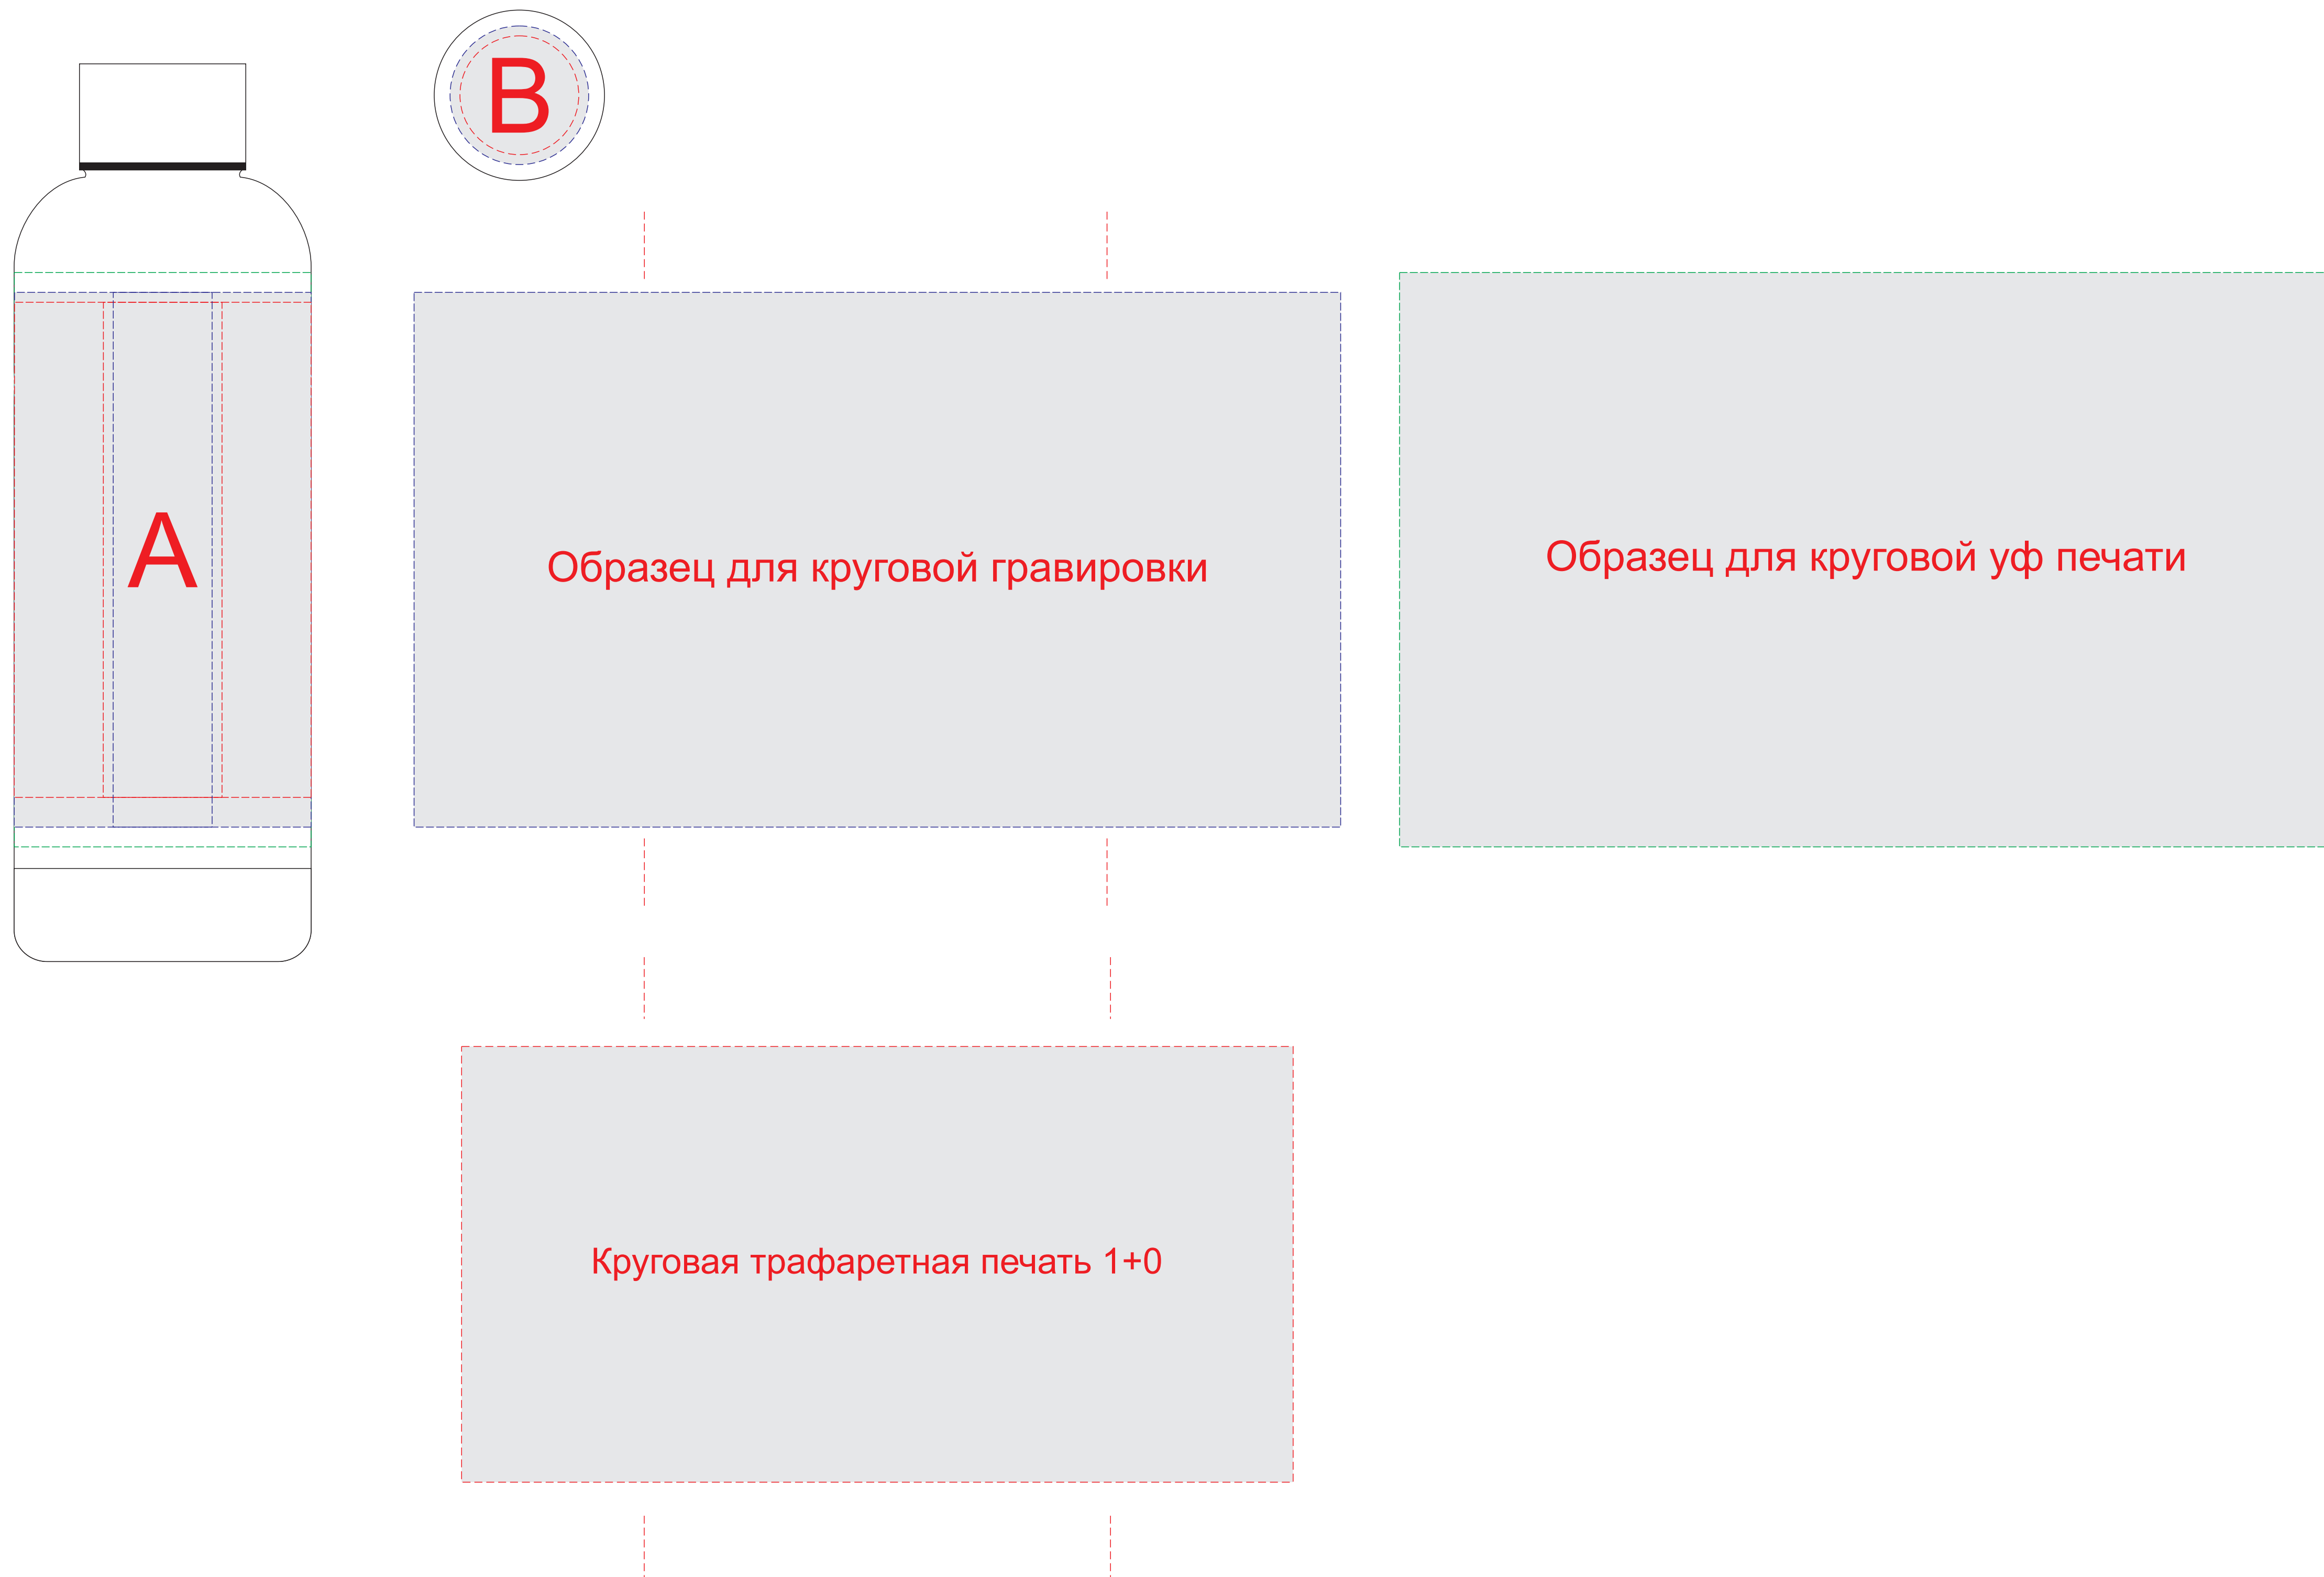 B
A
Образец для круговой гравировки
Образец для круговой уф печати
Круговая трафаретная печать 1+0